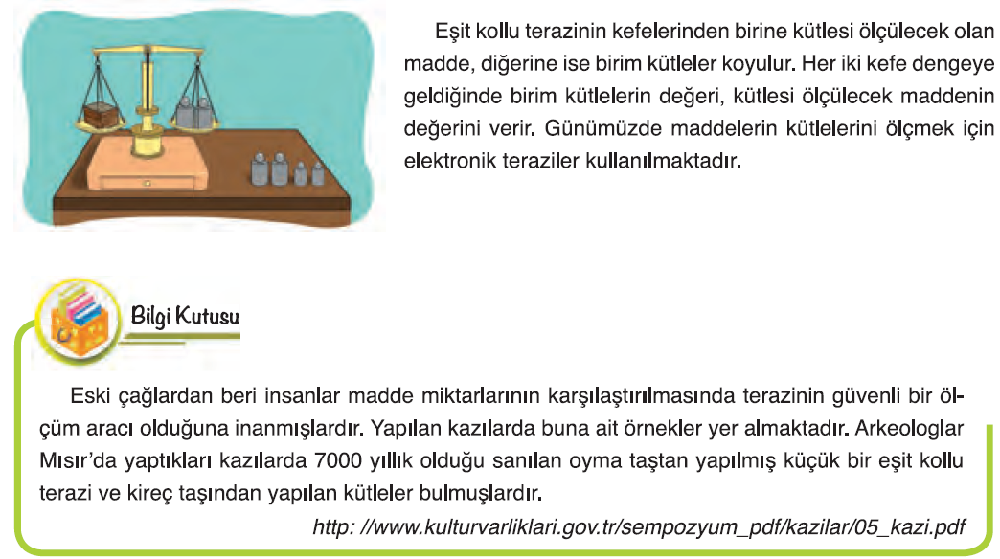 Eşit kollu terazinin kefelerinden birine kütlesi ölçülecek olan
madde, diğerine ise birim kütleler koyulur. Her iki kefe dengeye
geldiğinde birim kütlelerin değeri, kütlesi ölçülecek maddenin
değerini verir. Günümüzde maddelerin kütlelerini ölçmek için
elektronik teraziler kullanılmaktadır.
Bilgi Kutusu
Eski çağlardan beri insanlar madde miktarlarının karşılaştırılmasında terazinin güvenli bir öl-
çüm aracı olduğuna inanmışlardır. Yapılan kazılarda buna ait örnekler yer almaktadır. Arkeologlar
Mısır’da yaptıkları kazılarda 7000 yıllık olduğu sanılan oyma taştan yapılmış küçük bir eşit kollu
terazi ve kireç taşından yapılan kütleler bulmuşlardır.
http: //www.kulturvarliklari.gov.tr/sempozyum_pdf/kazilar/05_kazi.pdf